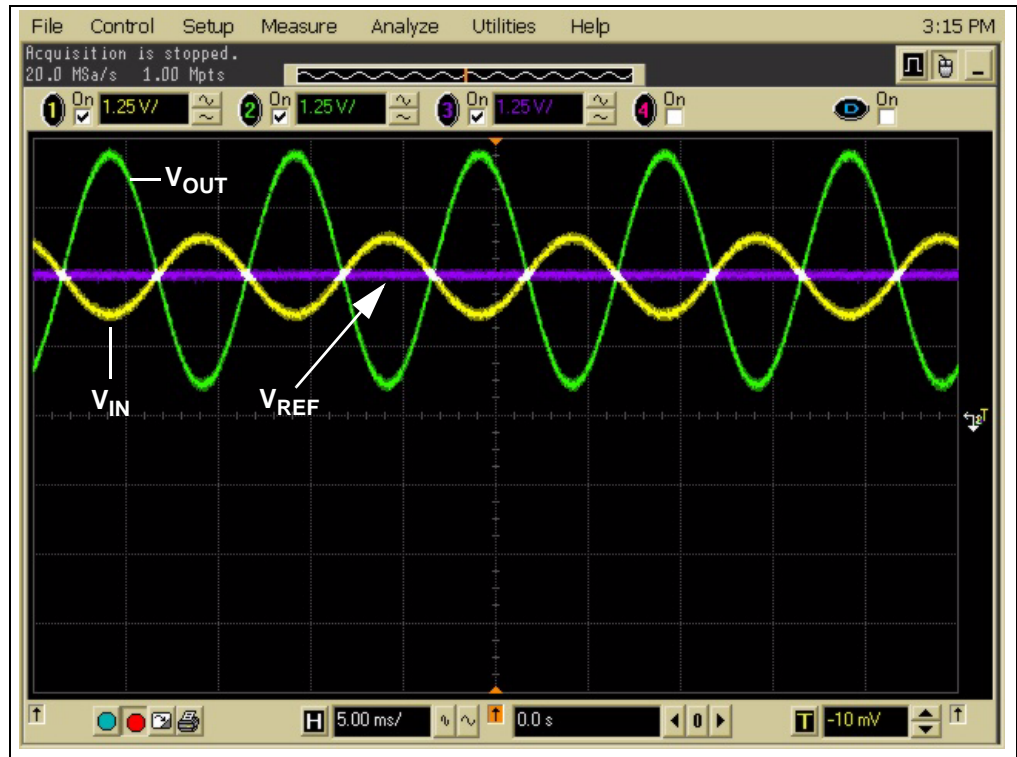 File Control Setup Measure Analyze Utilities Help 3:15 PM
Acquisition is stopped.
20.0 MSa/s 1.00 Mpts
1 On 1.25 V/ 2 On 1.25 V/ 3 On 1.25 V/ 4 On D On
VOUT
VIN
VREF
T
H 5.00 ms/ 0.0 s 0 T -10 mV